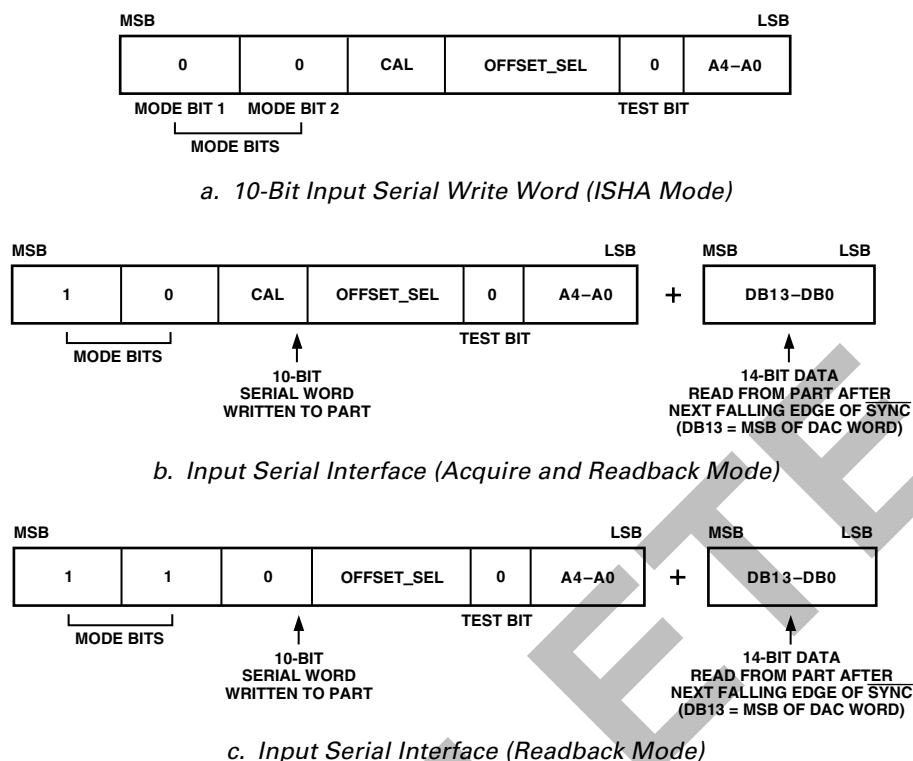 MSB LSB
0 0 CAL OFFSET_SEL 0 A4–A0
MODE BIT 1 MODE BIT 2 TEST BIT
MODE BITS
a. 10-Bit Input Serial Write Word (ISHA Mode)
MSB LSB MSB LSB
1 0 CAL OFFSET_SEL 0 A4–A0 + DB13–DB0
MODE BITS TEST BIT
10-BIT
SERIAL WORD
WRITTEN TO PART
14-BIT DATA
READ FROM PART AFTER
NEXT FALLING EDGE OF SYNC
(DB13 = MSB OF DAC WORD)
b. Input Serial Interface (Acquire and Readback Mode)
MSB LSB MSB LSB
1 1 0 OFFSET_SEL 0 A4–A0 + DB13–DB0
MODE BITS TEST BIT
10-BIT
SERIAL WORD
WRITTEN TO PART
14-BIT DATA
READ FROM PART AFTER
NEXT FALLING EDGE OF SYNC
(DB13 = MSB OF DAC WORD)
c. Input Serial Interface (Readback Mode)
ETE